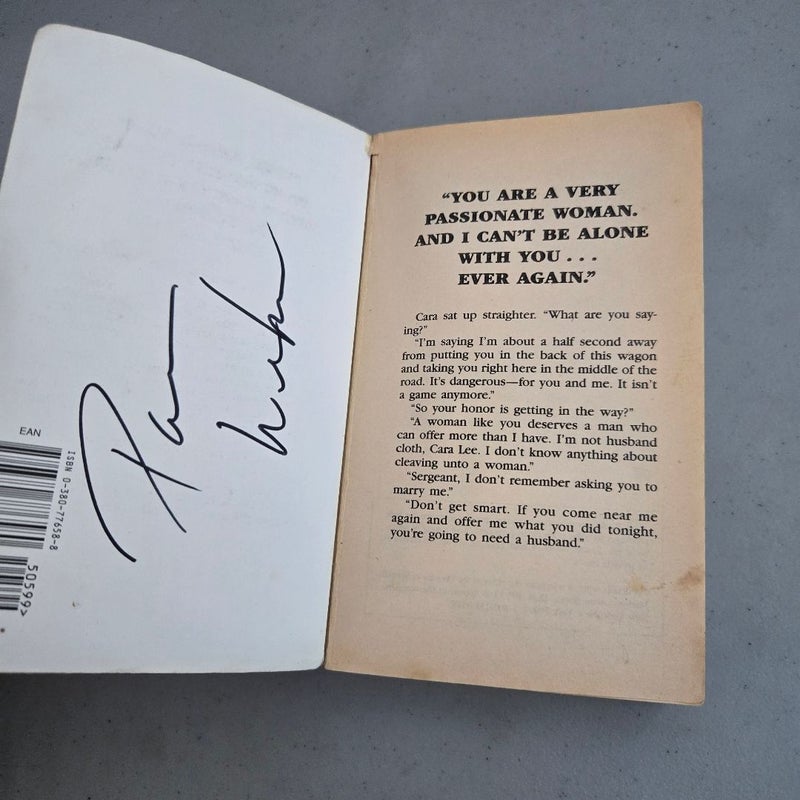 EAN
ISBN 0-380-77658-8
50599>
“YOU ARE A VERY
PASSIONATE WOMAN.
AND I CAN’T BE ALONE
WITH YOU . . .
EVER AGAIN.”
Cara sat up straighter. “What are you say-
ing?”
“I’m saying I’m about a half second away
from putting you in the back of this wagon
and taking you right here in the middle of the
road. It’s dangerous—for you and me. It isn’t
a game anymore.”
“So your honor is getting in the way?”
“A woman like you deserves a man who
can offer more than I have. I’m not husband
cloth, Cara Lee. I don’t know anything about
cleaving unto a woman.”
“Sergeant, I don’t remember asking you to
marry me.”
“Don’t get smart. If you come near me
again and offer me what you did tonight,
you’re going to need a husband.”